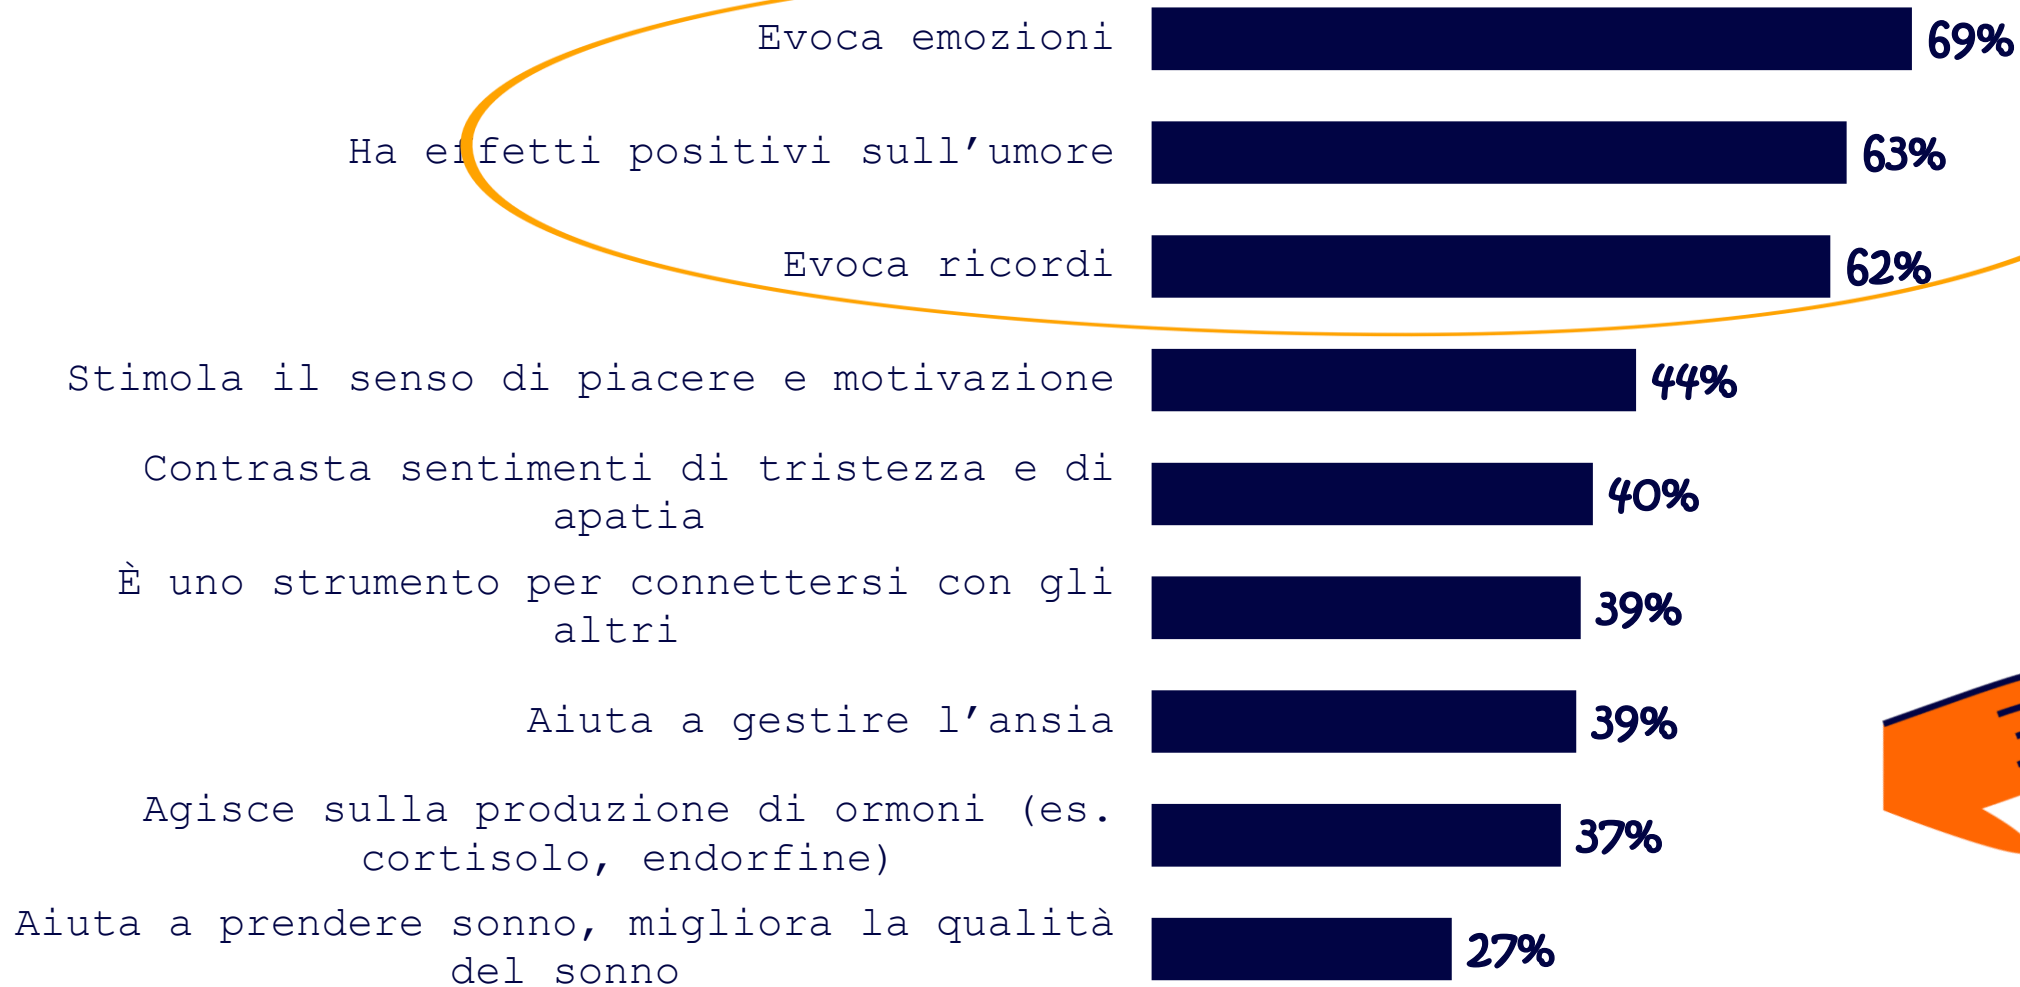 Evoca emozioni 69%
Ha effetti positivi sull’umore 63%
Evoca ricordi 62%
Stimola il senso di piacere e motivazione 44%
Contrasta sentimenti di tristezza e di
apatia 40%
È uno strumento per connettersi con gli
altri 39%
Aiuta a gestire l’ansia 39%
Agisce sulla produzione di ormoni (es.
cortisolo, endorfine) 37%
Aiuta a prendere sonno, migliora la qualità
del sonno 27%